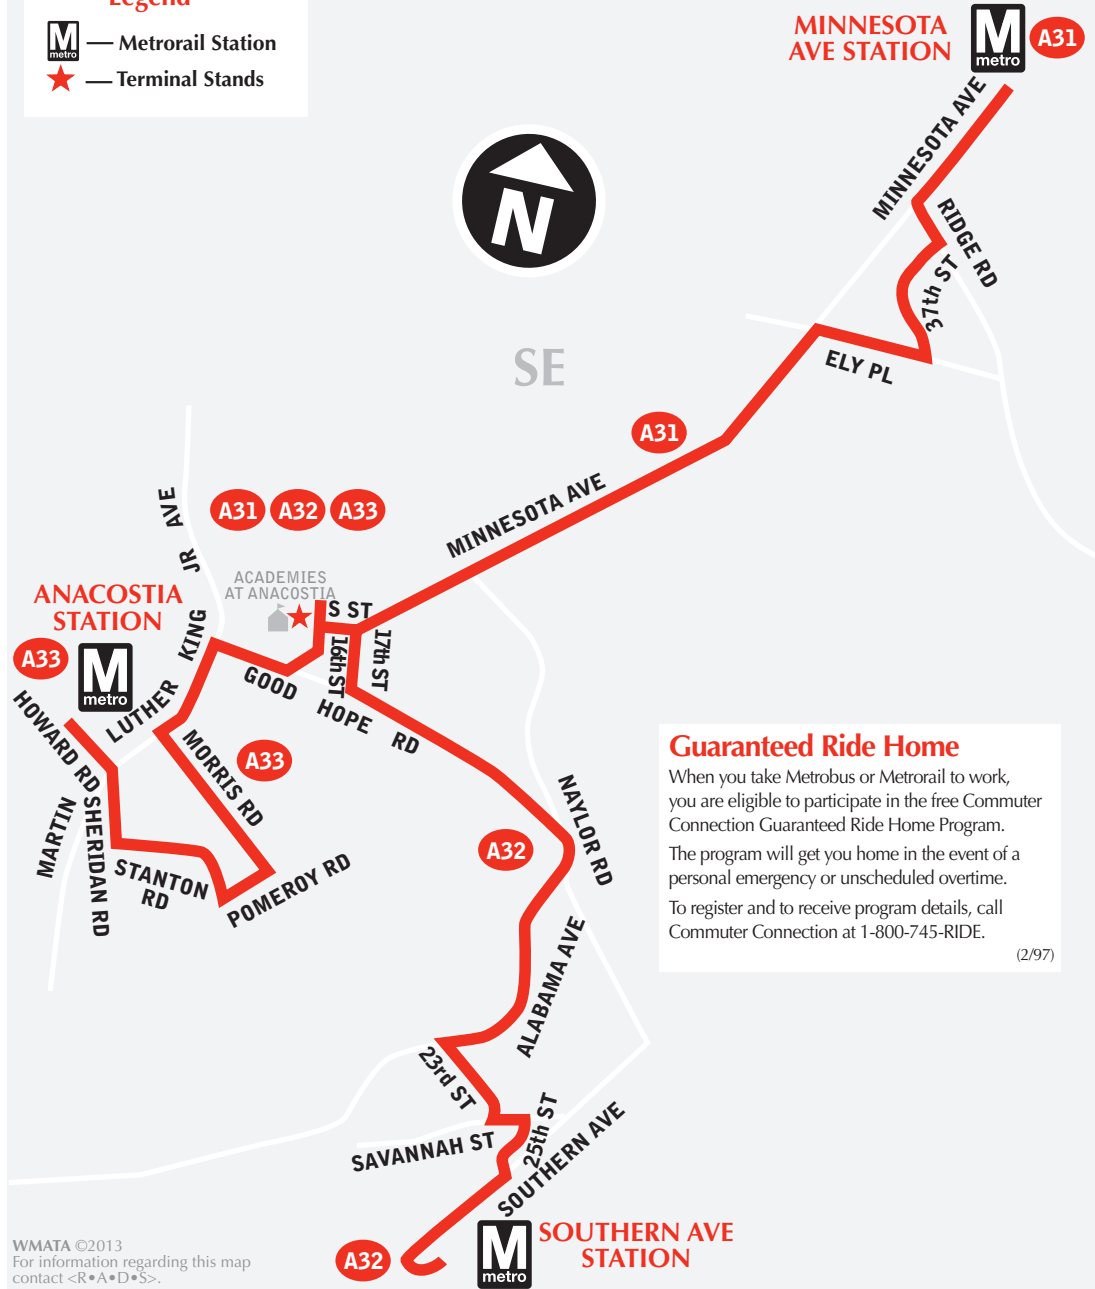 Legend
M
metro
— Metrorail Station
— Terminal Stands
MINNESOTA
AVE STATION
M
metro
A31
MINNESOTA AVE
N
RIDGE RD
37th ST
SE
ELY PL
A31
MINNESOTA AVE
A31 A32 A33
ACADEMIES
AT ANACOSTIA
ANACOSTIA
STATION
A33
M
metro
S ST
16th ST
17th ST
MARTIN LUTHER KING JR AVE
GOOD HOPE RD
HOWARD RD
MORRIS RD
A33
SHERIDAN RD
STANTON
RD
POMEROY RD
A32
NAYLOR RD
ALABAMA AVE
Guaranteed Ride Home
When you take Metrobus or Metrorail to work,
you are eligible to participate in the free Commuter
Connection Guaranteed Ride Home Program.
The program will get you home in the event of a
personal emergency or unscheduled overtime.
To register and to receive program details, call
Commuter Connection at 1-800-745-RIDE.
(2/97)
23rd ST
SAVANNAH ST
25th ST
SOUTHERN AVE
A32
M
metro
SOUTHERN AVE
STATION
WMATA ©2013
For information regarding this map
contact <R•A•D•S>.